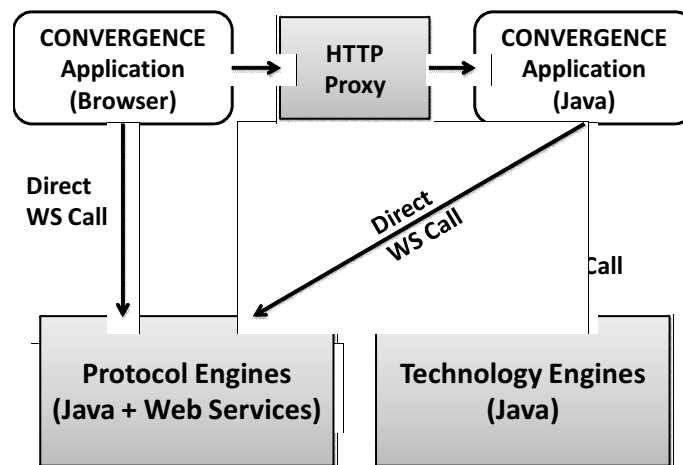 CONVERGENCE
Application
(Browser)
HTTP
Proxy
CONVERGENCE
Application
(Java)
Direct
WS Call
Direct
WS Call
Call
Protocol Engines
(Java + Web Services)
Technology Engines
(Java)